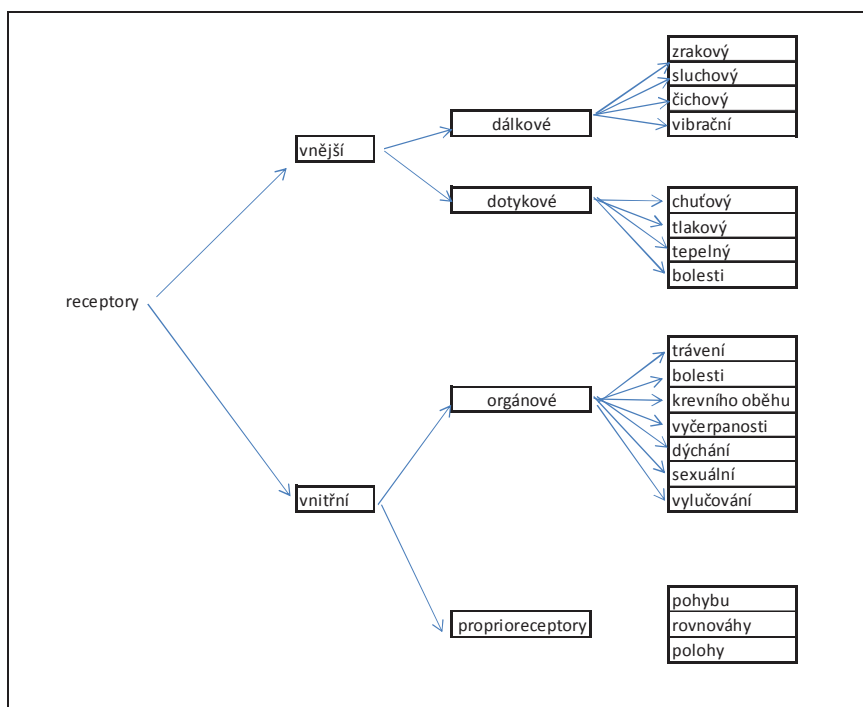 receptory
vnější
dálkové
zrakový
sluchový
čichový
vibrační
dotykové
chuťový
tlakový
tepelný
bolesti
vnitřní
orgánové
trávení
bolesti
krevního oběhu
vyčerpanosti
dýchání
sexuální
vylučování
proprioreceptory
pohybu
rovnováhy
polohy